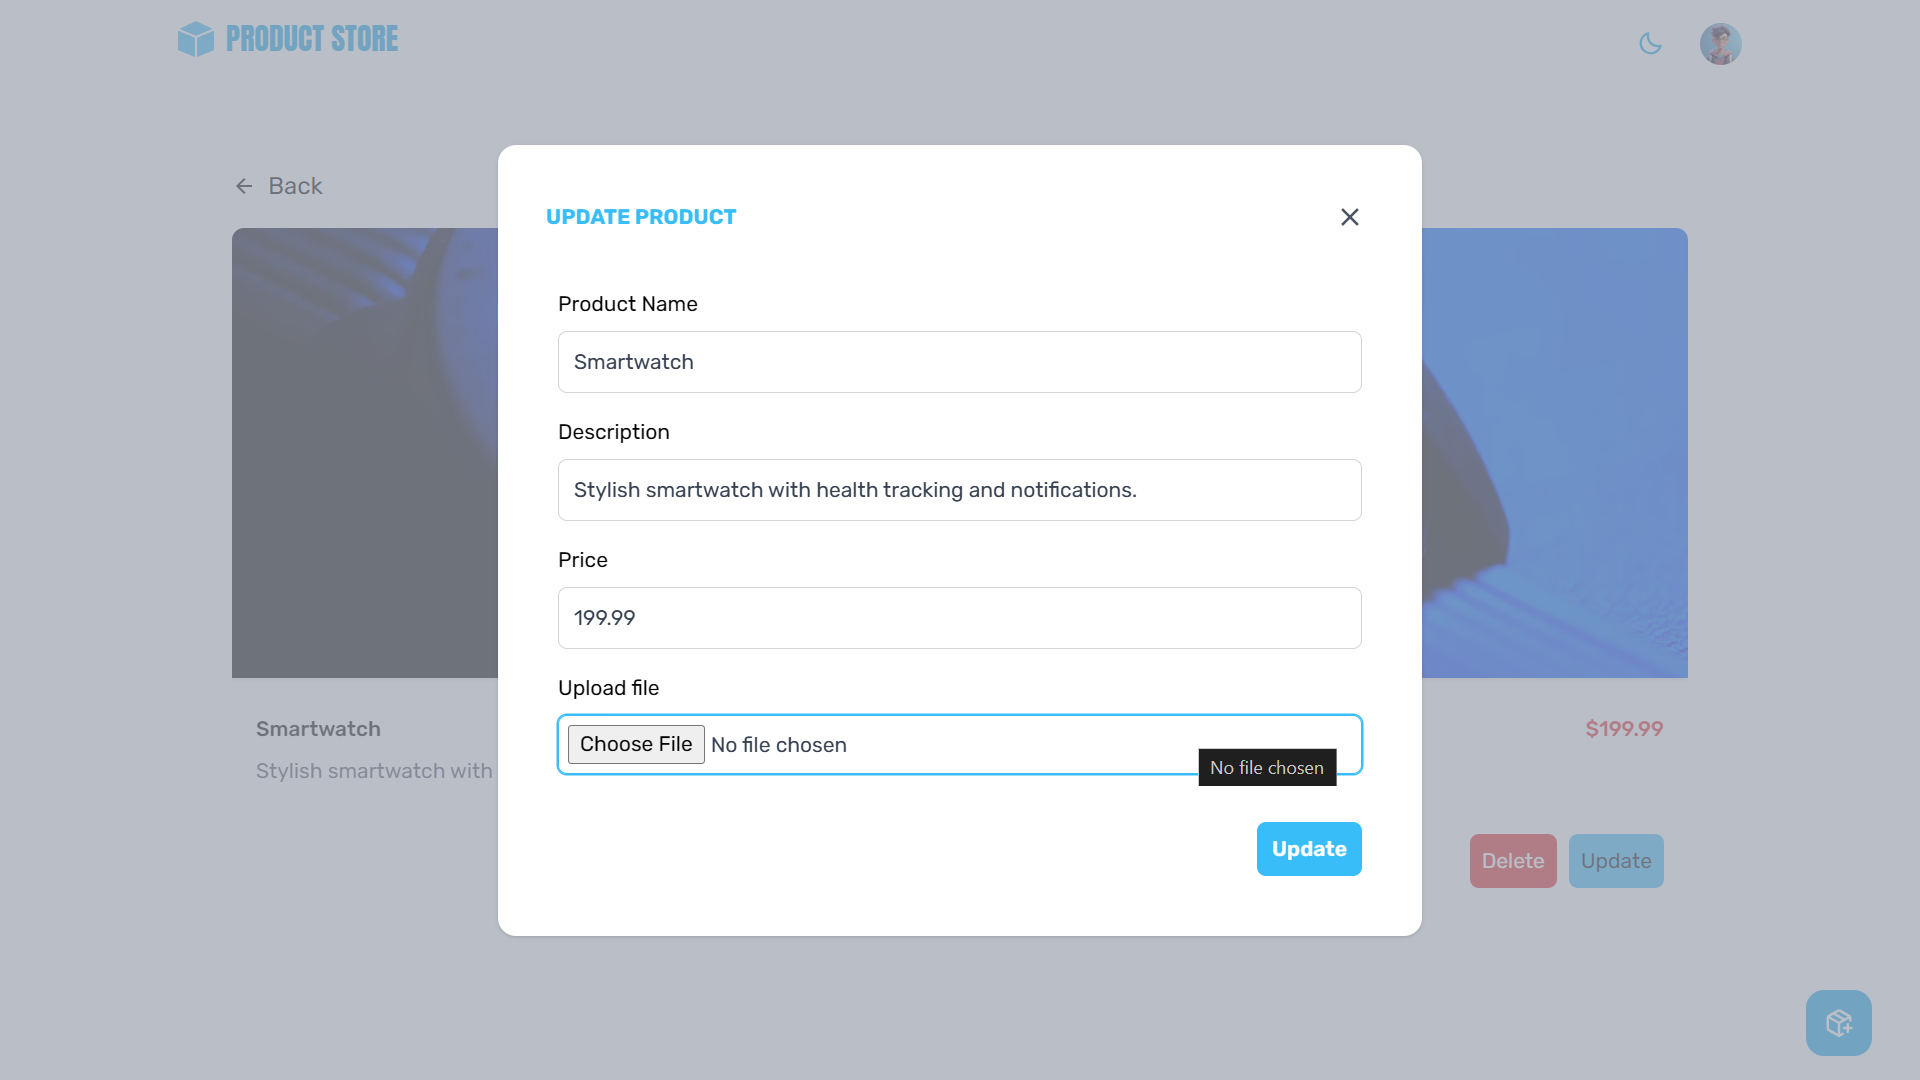 PRODUCT STORE
Back
UPDATE PRODUCT
Product Name
Smartwatch
Description
Stylish smartwatch with health tracking and notifications.
Price
199.99
Upload file
Choose File No file chosen
No file chosen
Update
Smartwatch
$199.99
Stylish smartwatch with
Delete
Update